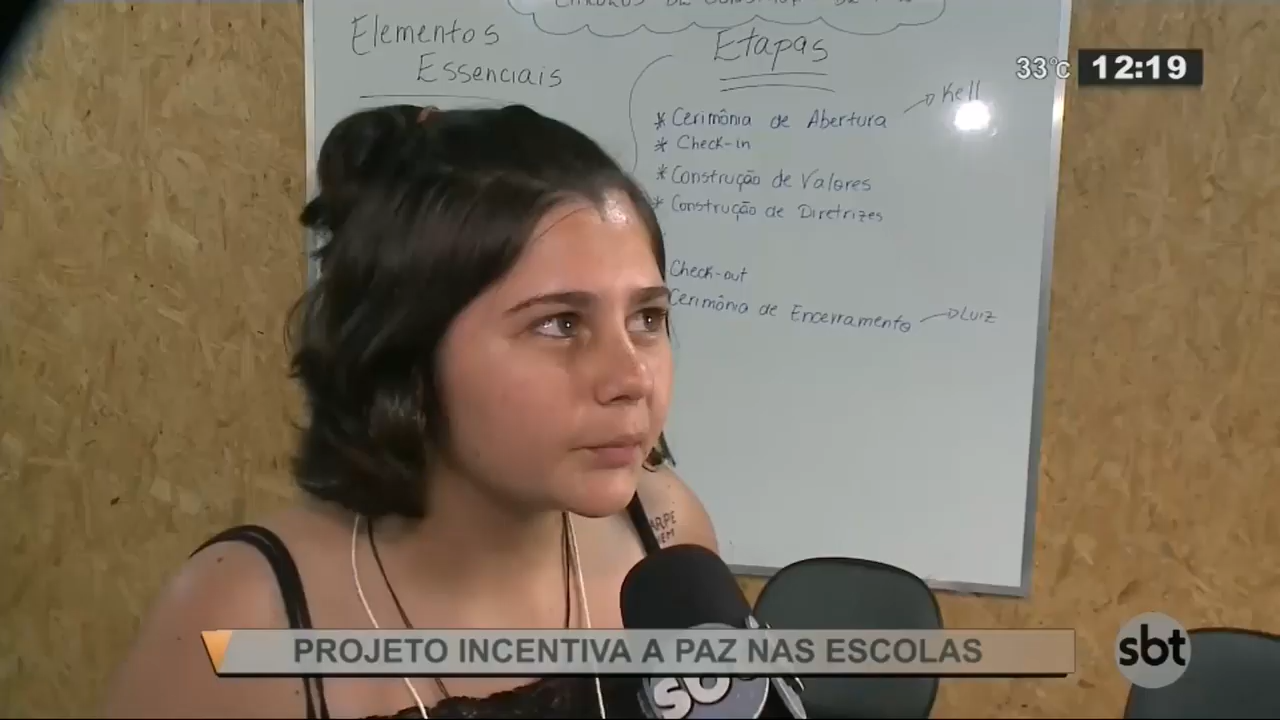 Elementos
Essenciais
Etapas
* Cerimônia de Abertura
Kell
* Check-in
* Construção de Valores
* Construção de Diretrizes
Check-out
Cerimônia de Encerramento
Luiz
33°C 12:19
PROJETO INCENTIVA A PAZ NAS ESCOLAS
sbt